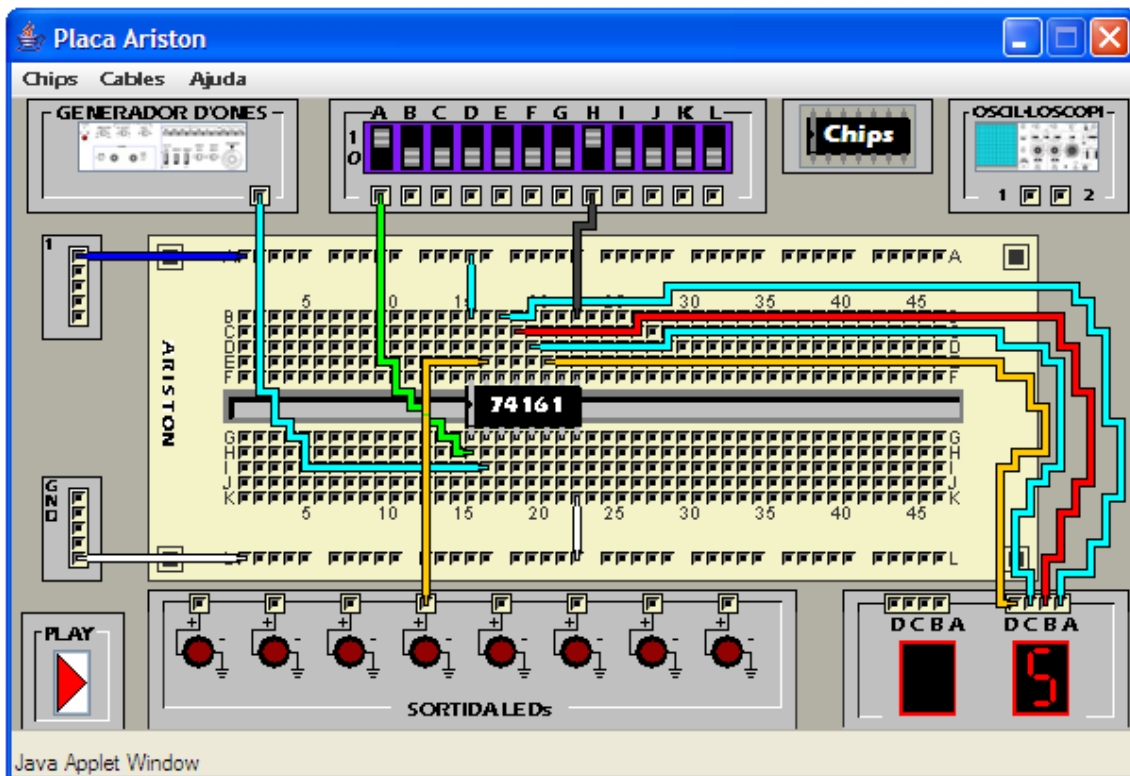 Placa Ariston
Chips Cables Ajuda
GENERADOR D'ONES
A B C D E F G H I J K L
1
0
Chips
OSCIL·LOSCOPI
1 2
1
A
5 30 35 40 45
B
C
D D
E
F F
ARISTON
74161
G G
H H
I I
J J
K K
5 10 15 20 25 30 35 40 45
GND
L
PLAY
SORTIDA LEDs
D C B A D C B A
5
Java Applet Window